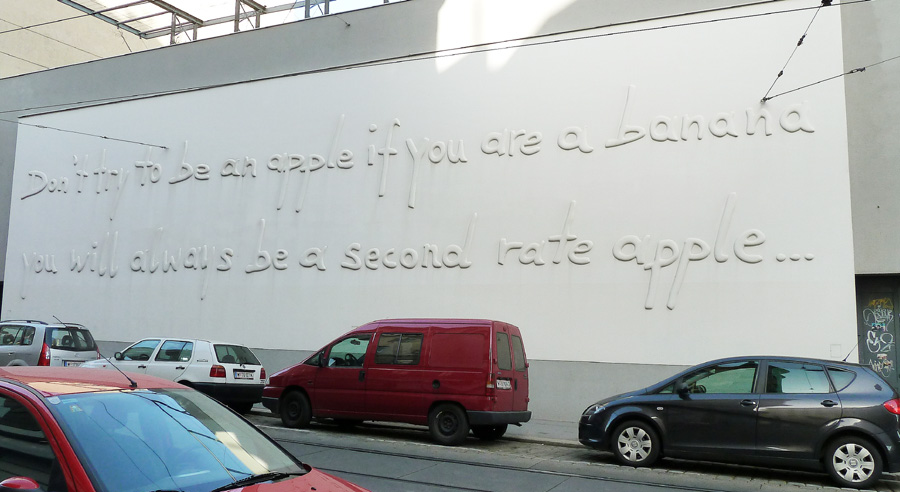 Don't try to be an apple if you are a banana
you will always be a second rate apple...